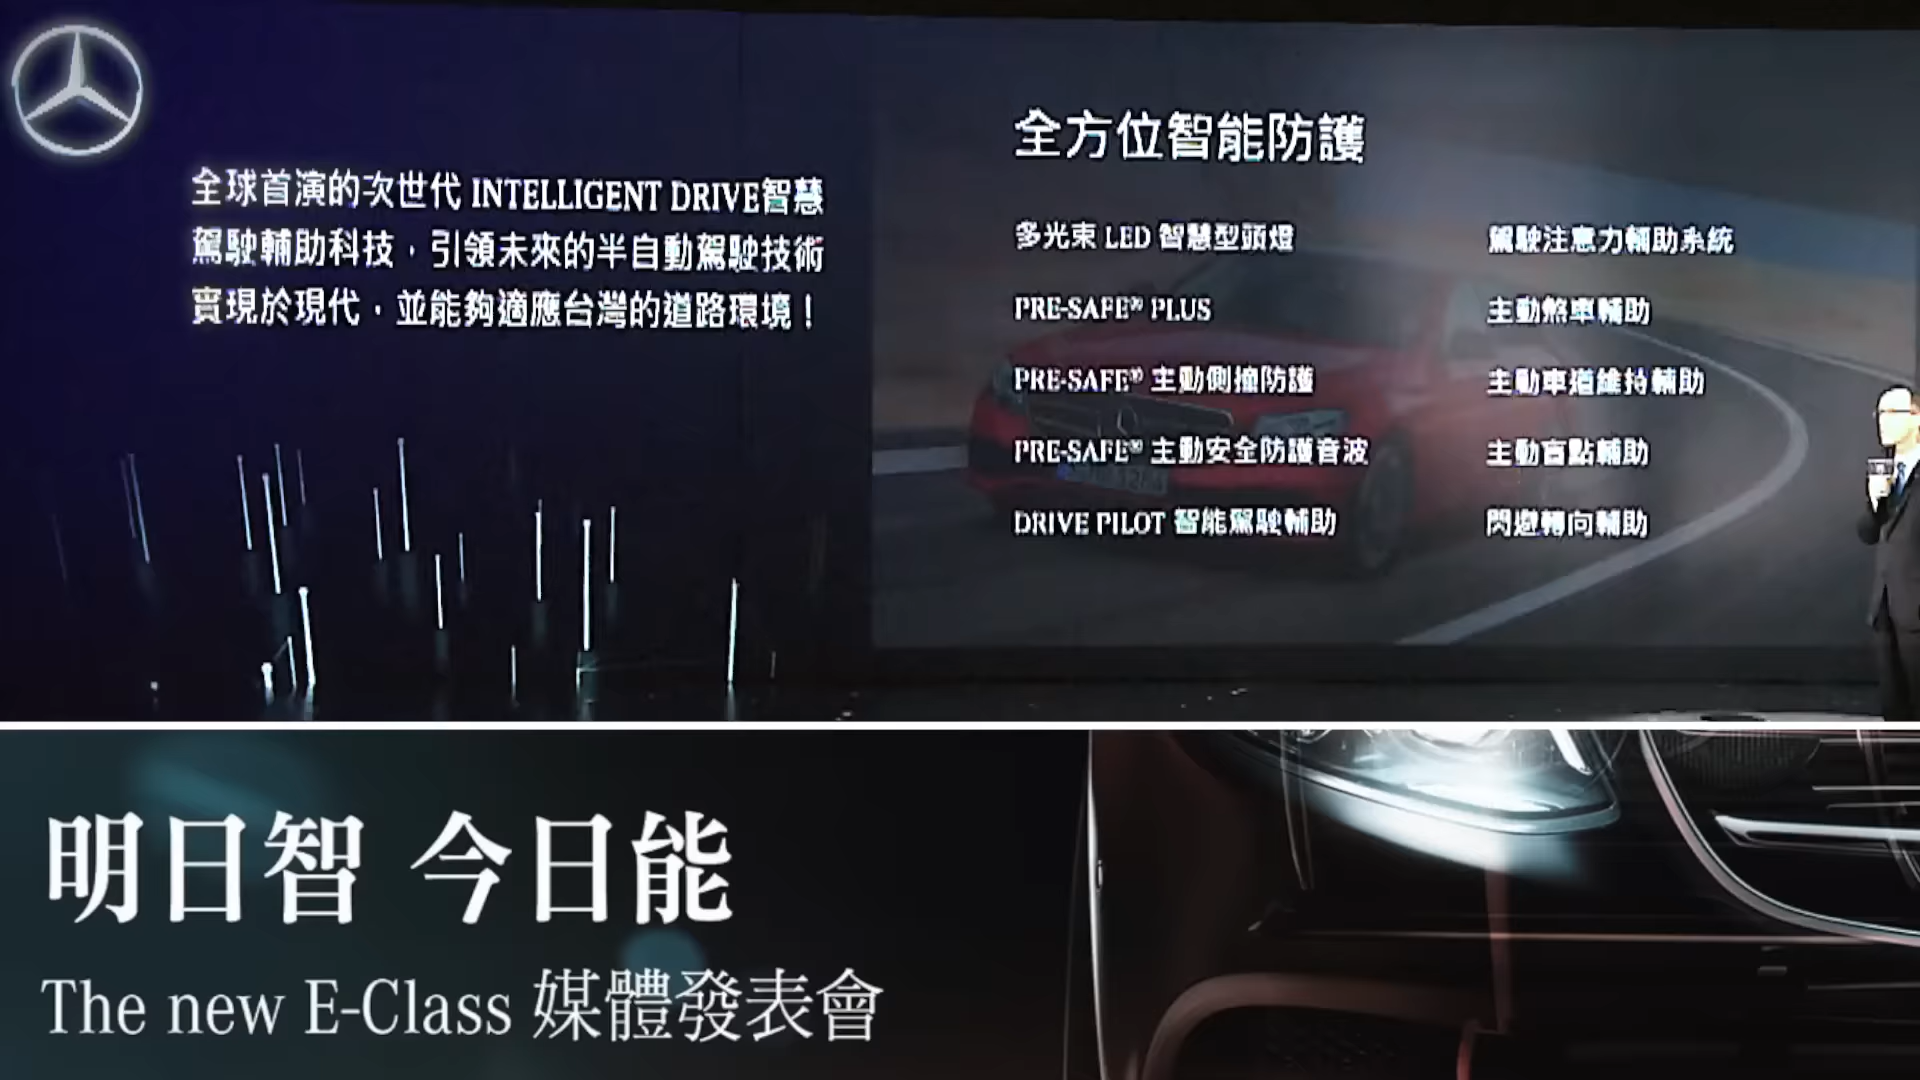 全球首演的次世代 INTELLIGENT DRIVE智慧
駕駛輔助科技，引領未來的半自動駕駛技術
實現於現代，並能夠適應台灣的道路環境！
全方位智能防護
多光束 LED 智慧型頭燈
PRE-SAFE® PLUS
PRE-SAFE® 主動側撞防護
PRE-SAFE® 主動安全防護音波
DRIVE PILOT 智能駕駛輔助
駕駛注意力輔助系統
主動煞車輔助
主動車道維持輔助
主動盲點輔助
閃避轉向輔助
明日智 今日能
The new E-Class 媒體發表會